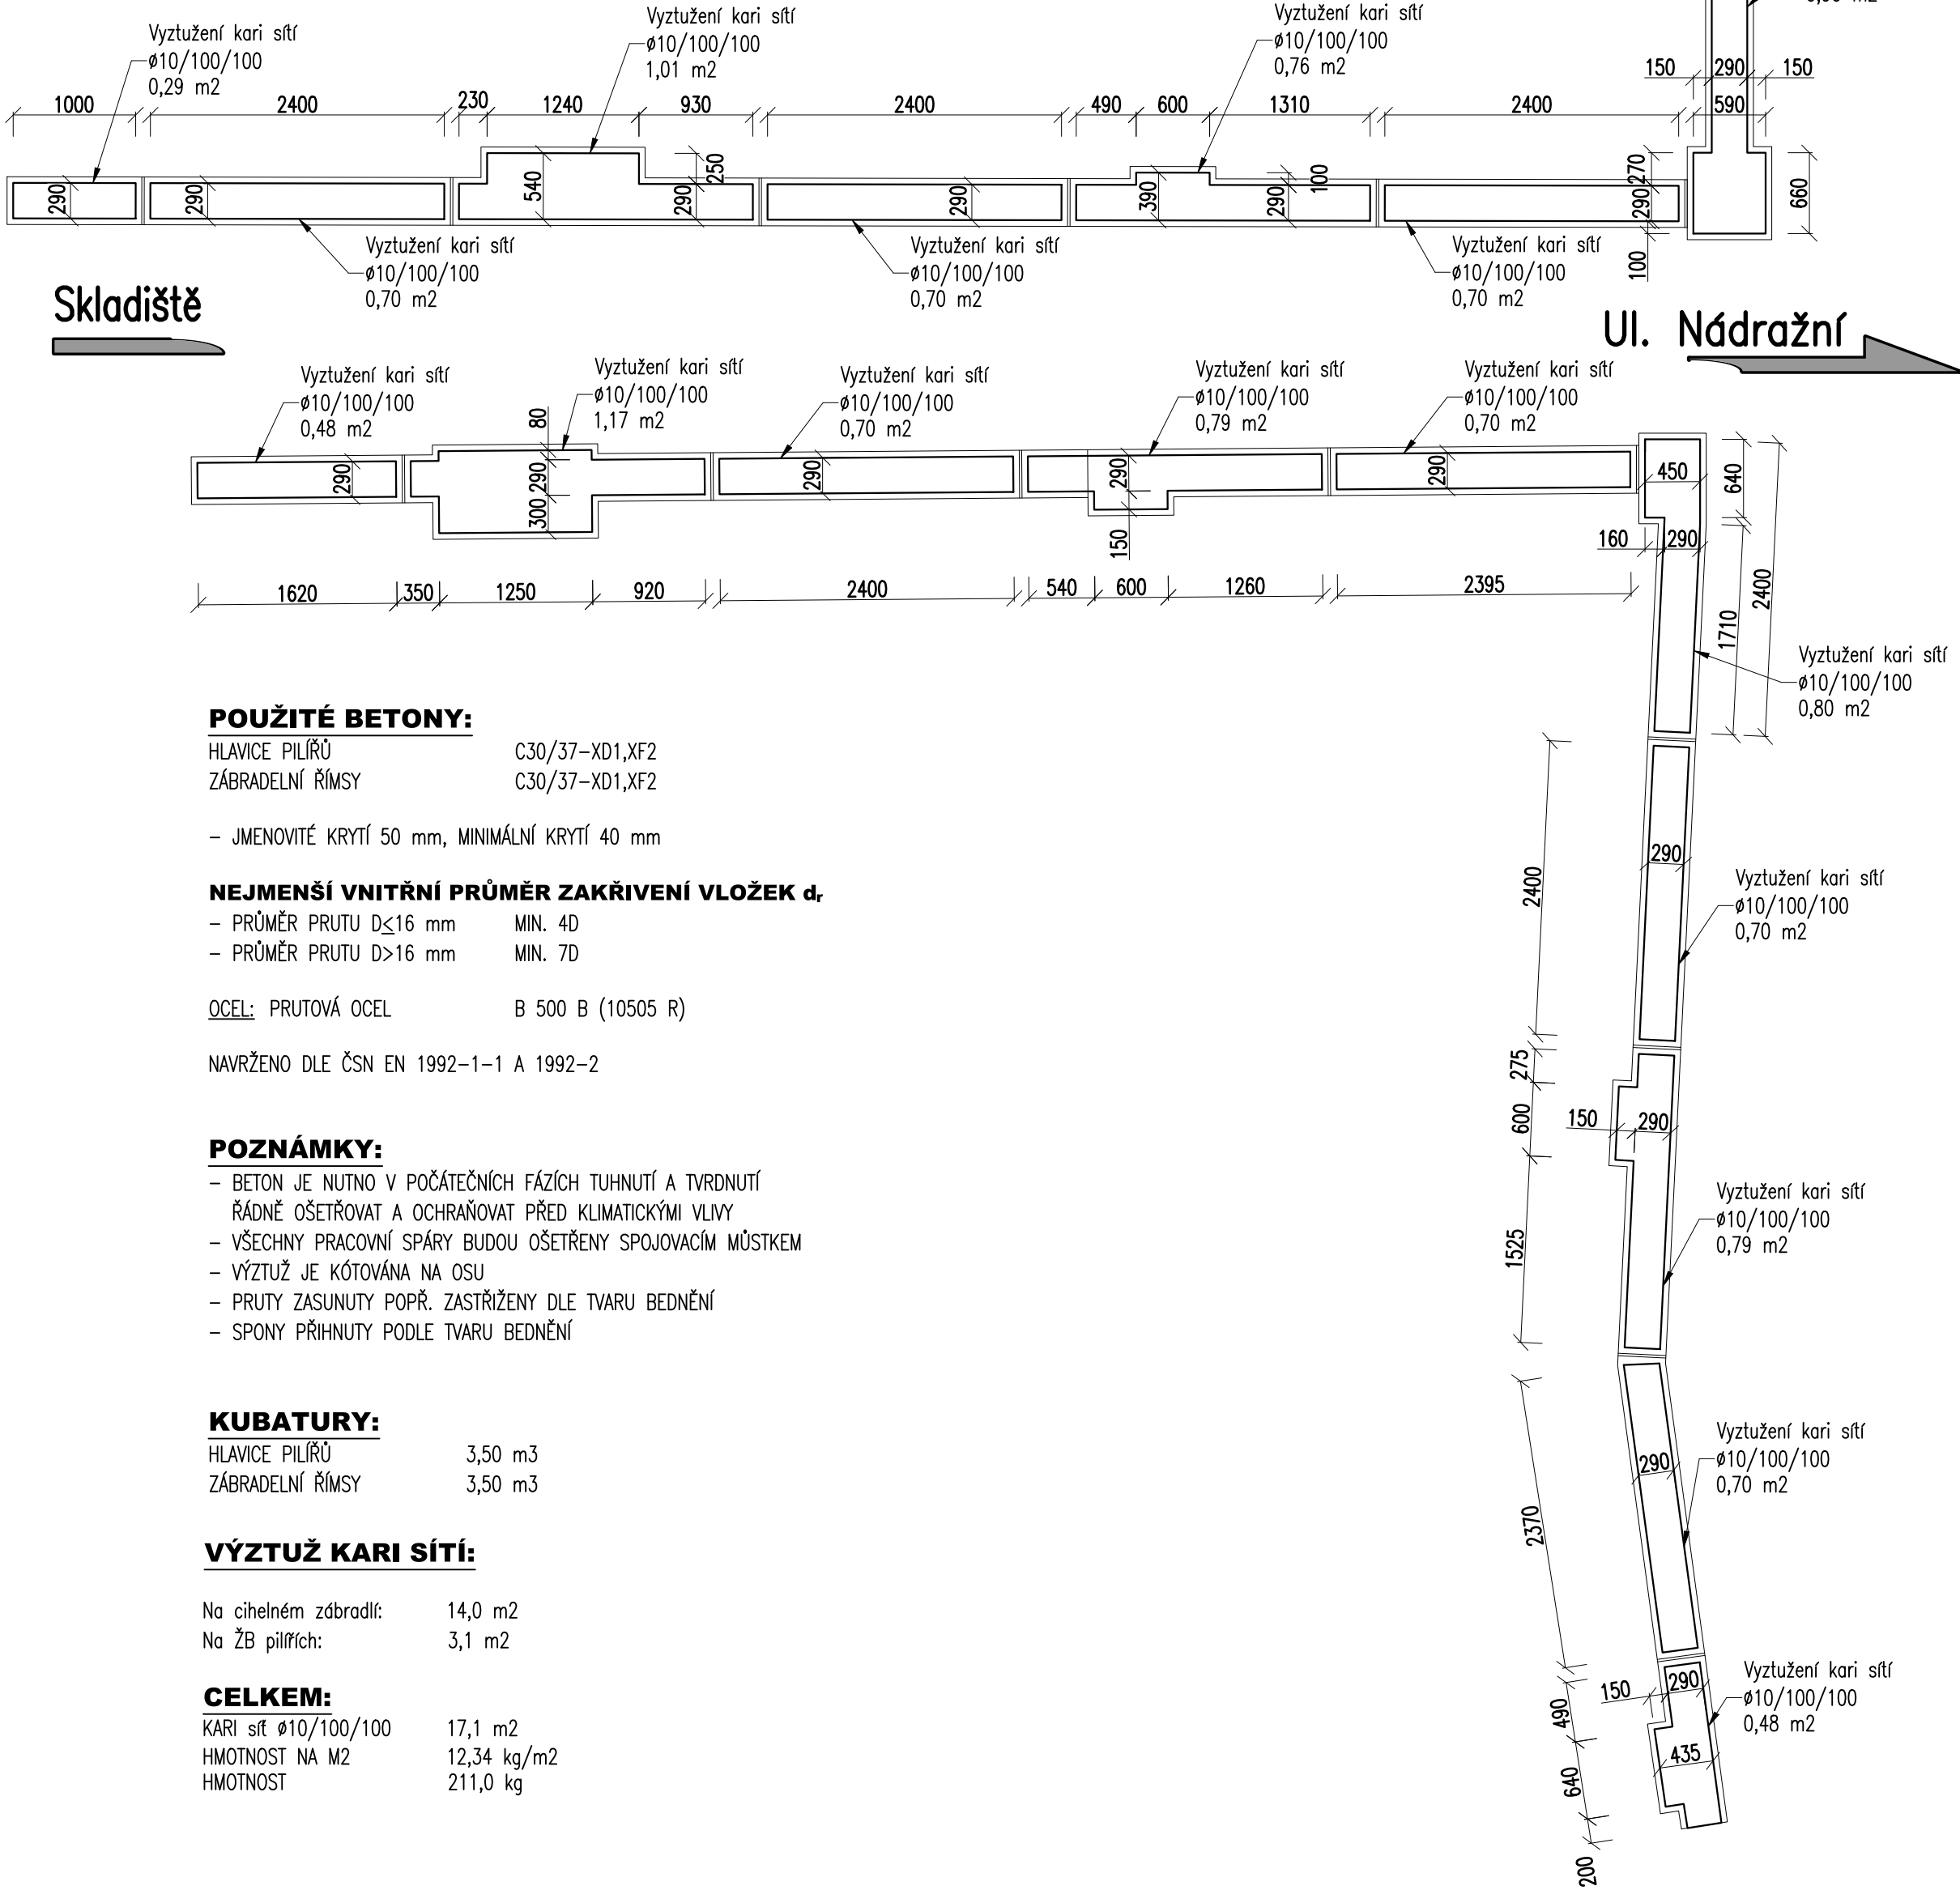 Vyztužení kari sítí
ø10/100/100
0,29 m2
Vyztužení kari sítí
ø10/100/100
1,01 m2
Vyztužení kari sítí
ø10/100/100
0,76 m2
150 290 150
590
1000 2400 230 1240 930 2400 490 600 1310 2400
290 290 540 250 290 290 390 100 290 270 290 100 660
Vyztužení kari sítí
ø10/100/100
0,70 m2
Vyztužení kari sítí
ø10/100/100
0,70 m2
Vyztužení kari sítí
ø10/100/100
0,70 m2
Skladiště
Ul. Nádražní
Vyztužení kari sítí
ø10/100/100
0,48 m2
Vyztužení kari sítí
ø10/100/100
1,17 m2
Vyztužení kari sítí
ø10/100/100
0,70 m2
Vyztužení kari sítí
ø10/100/100
0,79 m2
Vyztužení kari sítí
ø10/100/100
0,70 m2
290 80 290 300 290 290 150 290 450 640
160 290
1620 350 1250 920 2400 540 600 1260 2395
2400
1710
Vyztužení kari sítí
ø10/100/100
0,80 m2
POUŽITÉ BETONY:
HLAVICE PILÍŘŮ C30/37-XD1,XF2
ZÁBRADELNÍ ŘÍMSY C30/37-XD1,XF2
- JMENOVITÉ KRYTÍ 50 mm, MINIMÁLNÍ KRYTÍ 40 mm
NEJMENŠÍ VNITŘNÍ PRŮMĚR ZAKŘIVENÍ VLOŽEK dr
- PRŮMĚR PRUTU D≤16 mm MIN. 4D
- PRŮMĚR PRUTU D>16 mm MIN. 7D
OCEL: PRUTOVÁ OCEL B 500 B (10505 R)
NAVRŽENO DLE ČSN EN 1992-1-1 A 1992-2
POZNÁMKY:
- BETON JE NUTNO V POČÁTEČNÍCH FÁZÍCH TUHNUTÍ A TVRDNUTÍ
ŘÁDNĚ OŠETŘOVAT A OCHRAŇOVAT PŘED KLIMATICKÝMI VLIVY
- VŠECHNY PRACOVNÍ SPÁRY BUDOU OŠETŘENY SPOJOVACÍM MŮSTKEM
- VÝZTUŽ JE KÓTOVÁNA NA OSU
- PRUTY ZASUNUTY POPŘ. ZASTŘIŽENY DLE TVARU BEDNĚNÍ
- SPONY PŘIHNUTY PODLE TVARU BEDNĚNÍ
KUBATURY:
HLAVICE PILÍŘŮ 3,50 m3
ZÁBRADELNÍ ŘÍMSY 3,50 m3
VÝZTUŽ KARI SÍTÍ:
Na cihelném zábradlí: 14,0 m2
Na ŽB pilířích: 3,1 m2
CELKEM:
KARI síť ø10/100/100 17,1 m2
HMOTNOST NA M2 12,34 kg/m2
HMOTNOST 211,0 kg
2400
290
Vyztužení kari sítí
ø10/100/100
0,70 m2
275
600
150 290
1525
Vyztužení kari sítí
ø10/100/100
0,79 m2
2370
290
Vyztužení kari sítí
ø10/100/100
0,70 m2
150 290
490
435
640
200
Vyztužení kari sítí
ø10/100/100
0,48 m2